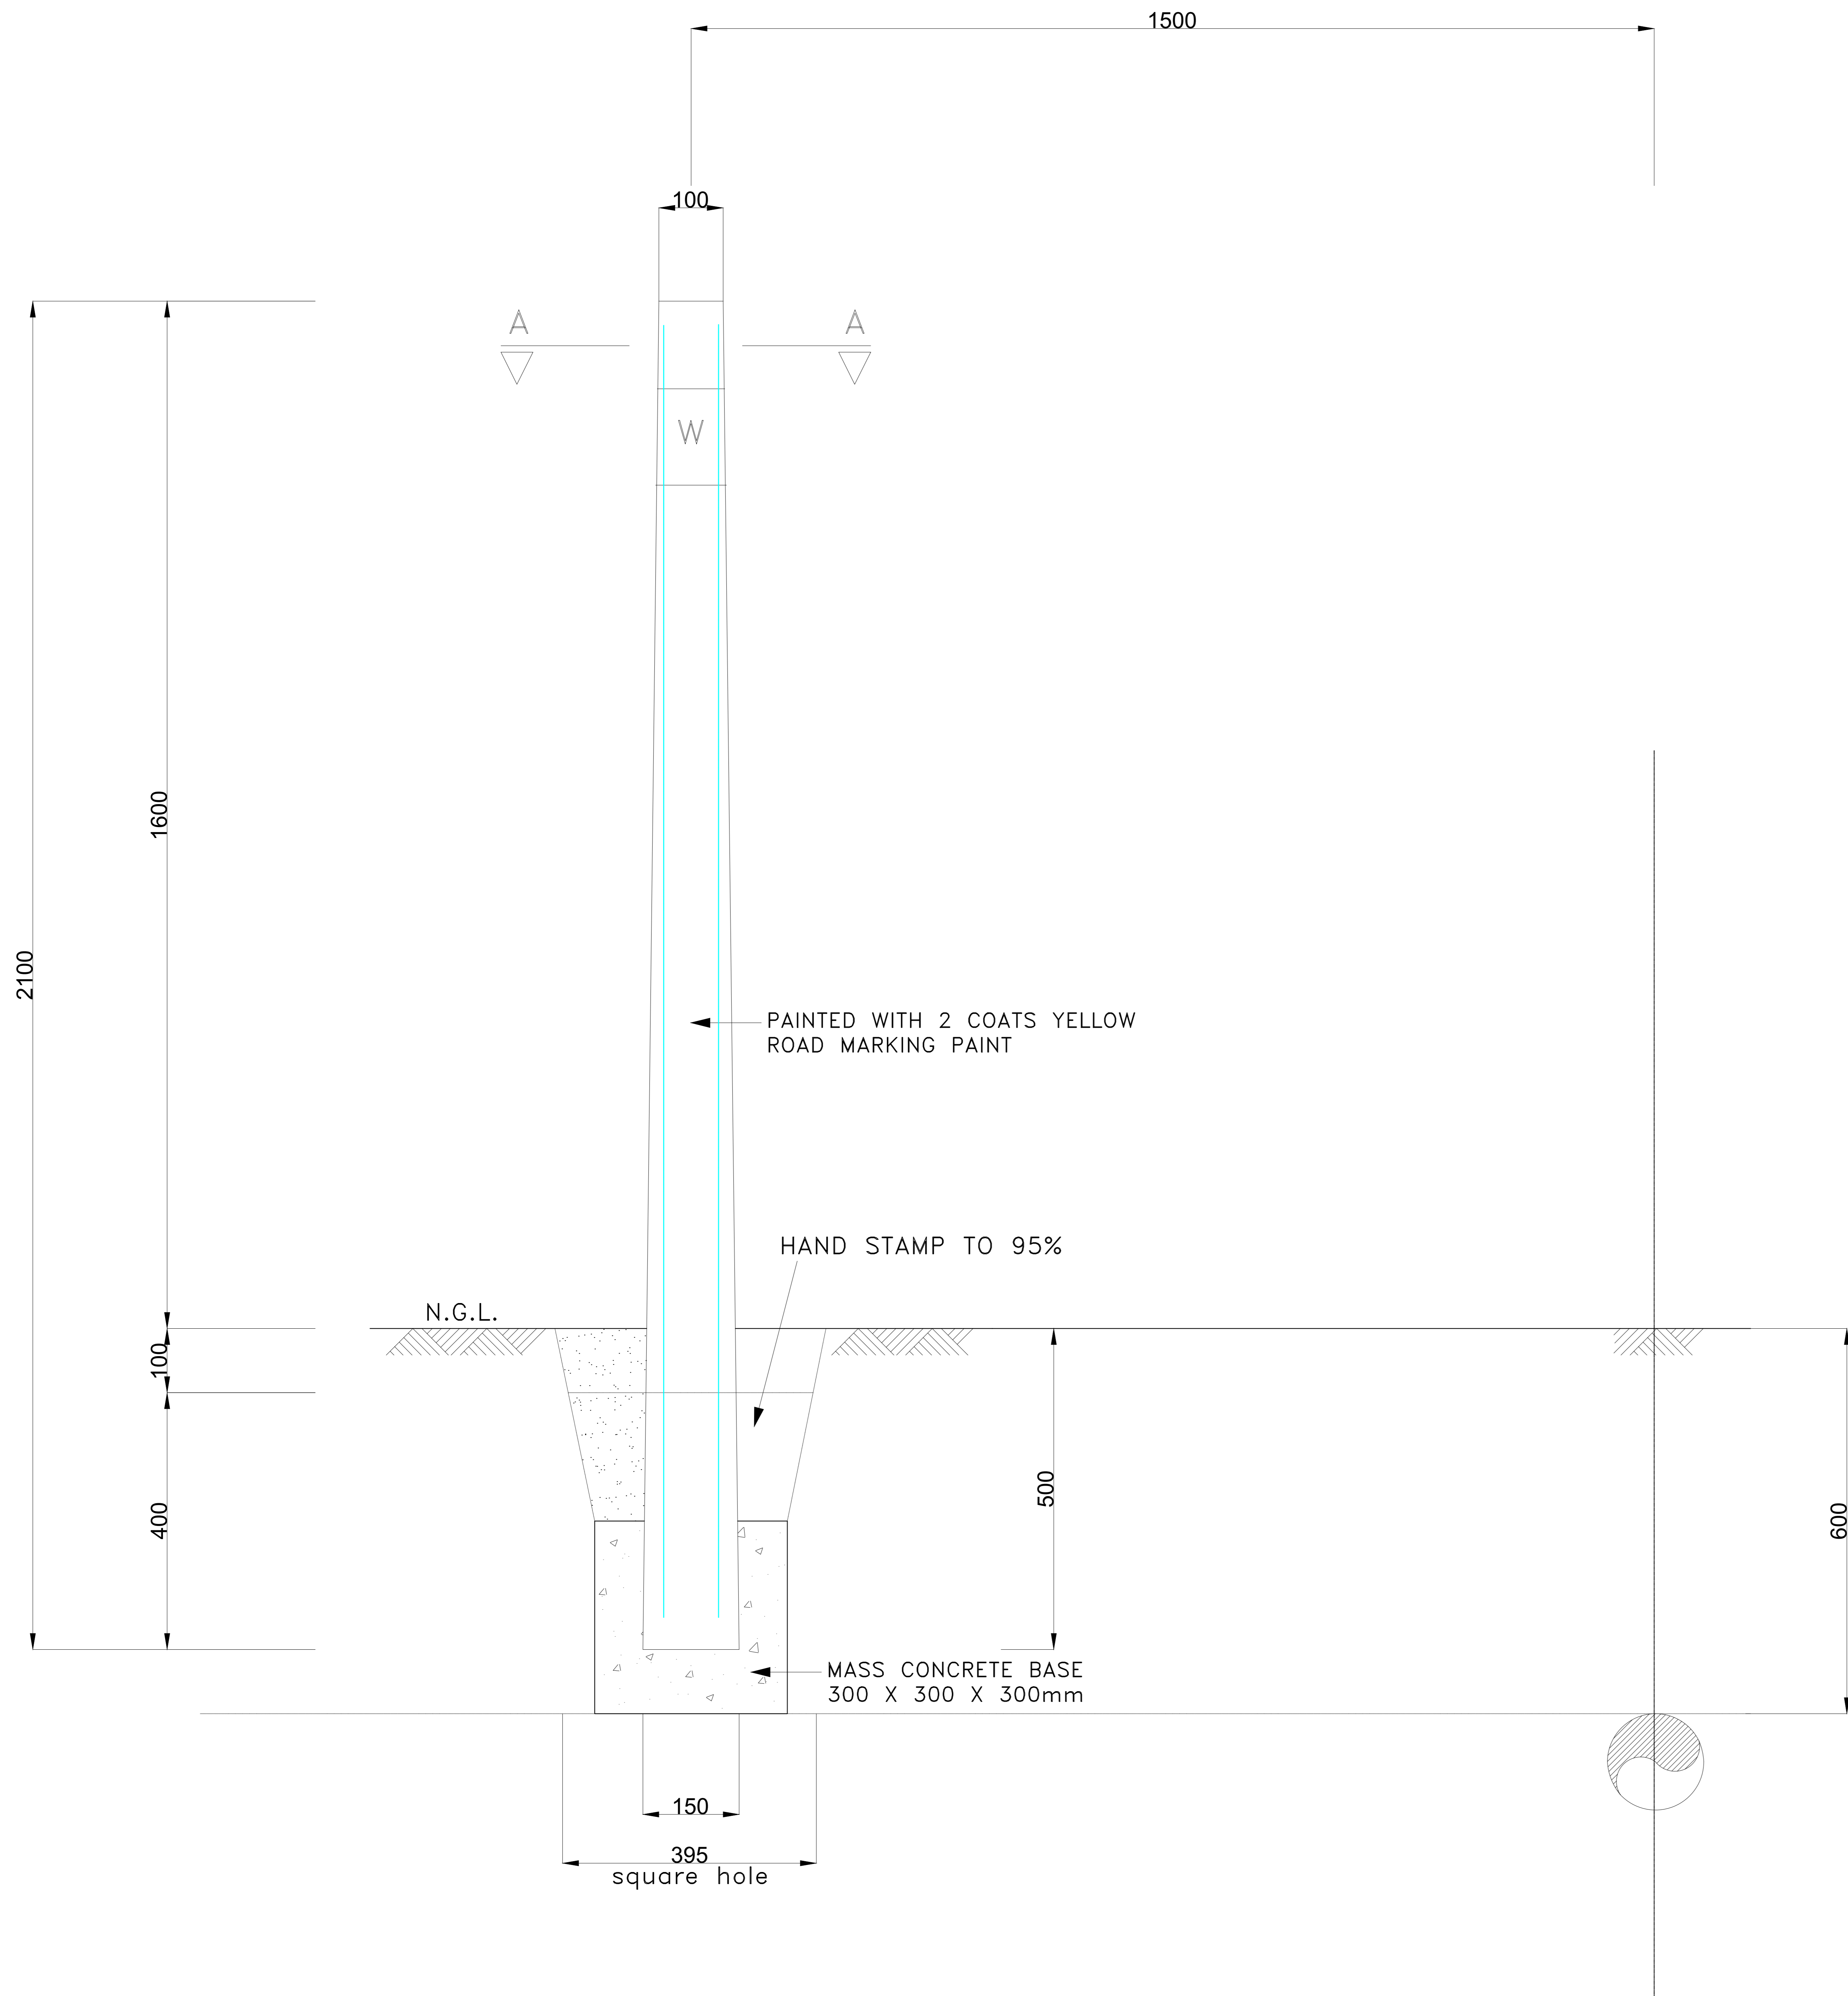 1500
100
A
A
W
1600
2100
PAINTED WITH 2 COATS YELLOW
ROAD MARKING PAINT
HAND STAMP TO 95%
N.G.L.
100
400
500
600
MASS CONCRETE BASE
300 X 300 X 300mm
150
395
square hole